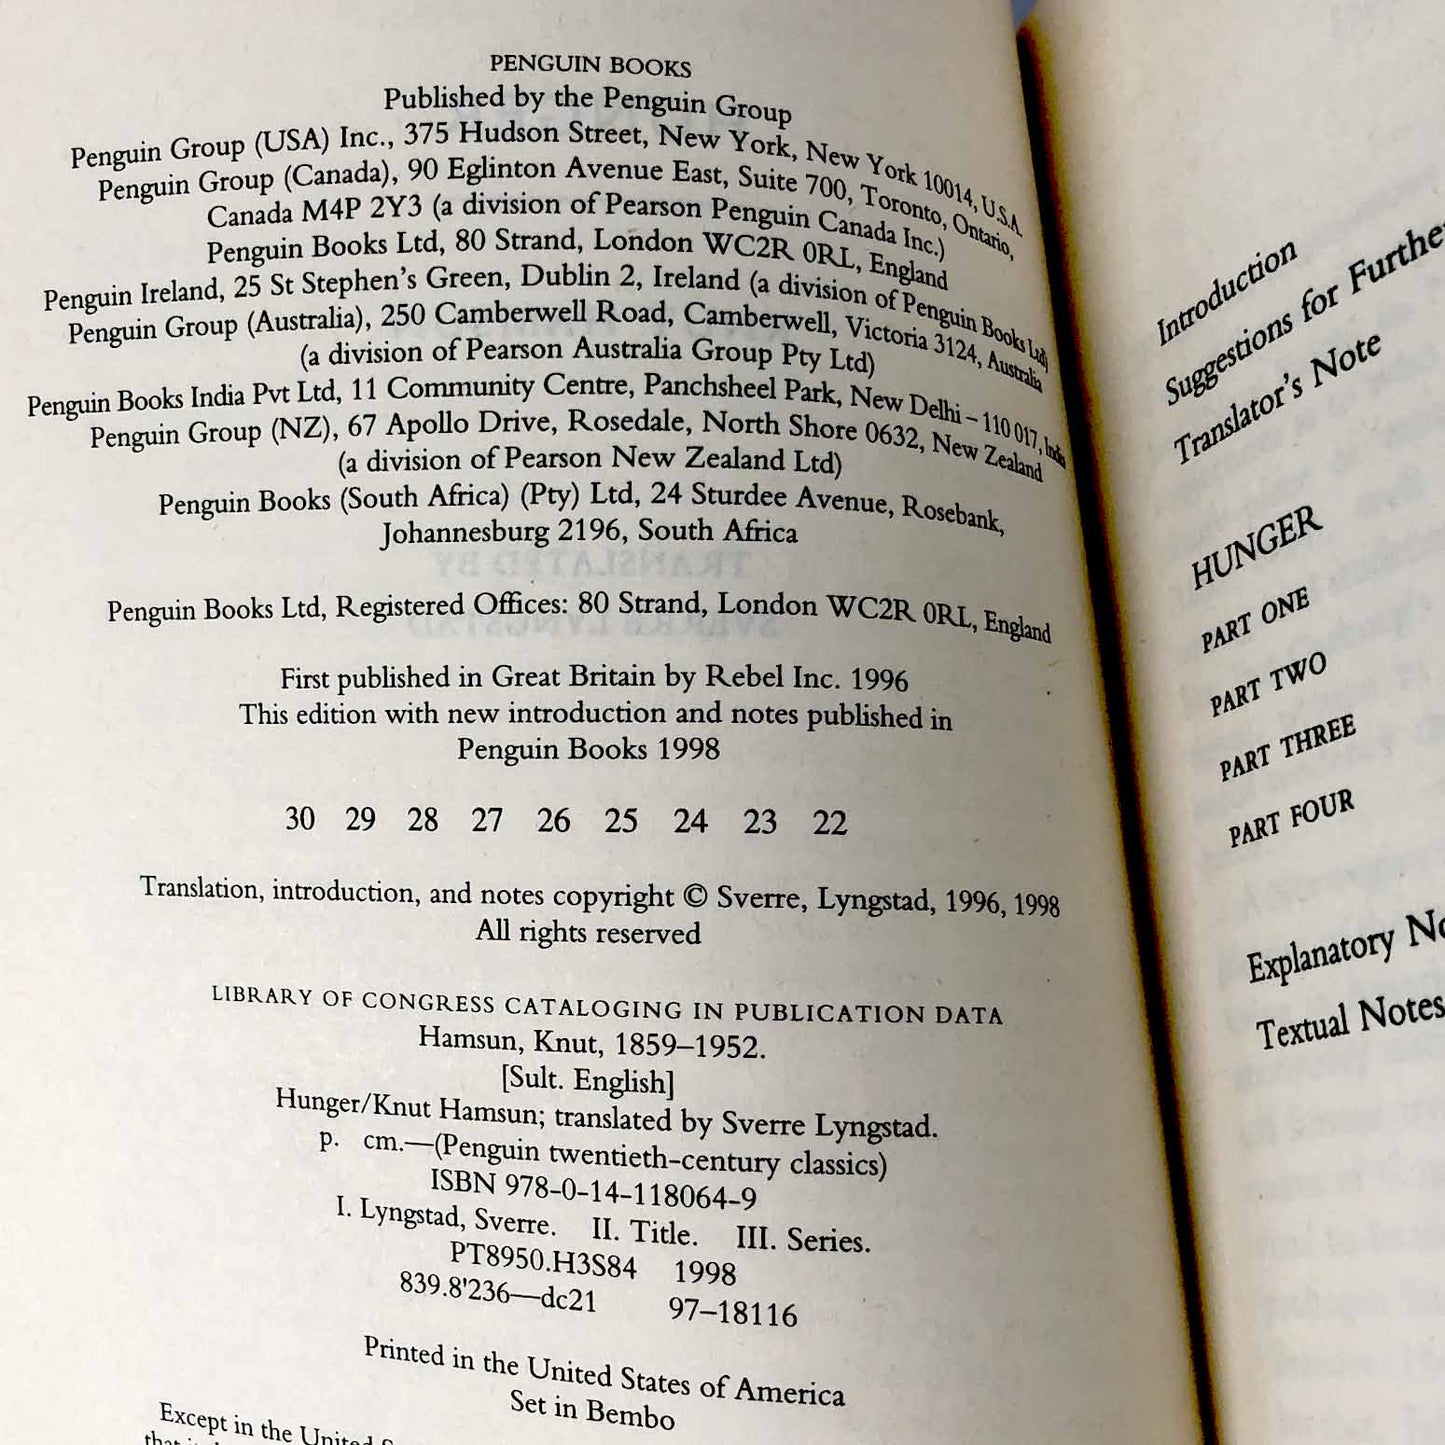 PENGUIN BOOKS
Published by the Penguin Group
Penguin Group (USA) Inc., 375 Hudson Street, New York, New York 10014, U.S.A.
Penguin Group (Canada), 90 Eglinton Avenue East, Suite 700, Toronto, Ontario,
Canada M4P 2Y3 (a division of Pearson Penguin Canada Inc.)
Penguin Books Ltd, 80 Strand, London WC2R 0RL, England
Penguin Ireland, 25 St Stephen's Green, Dublin 2, Ireland (a division of Penguin Books Ltd)
Penguin Group (Australia), 250 Camberwell Road, Camberwell, Victoria 3124, Australia
(a division of Pearson Australia Group Pty Ltd)
Penguin Books India Pvt Ltd, 11 Community Centre, Panchsheel Park, New Delhi – 110 017, India
Penguin Group (NZ), 67 Apollo Drive, Rosedale, North Shore 0632, New Zealand
(a division of Pearson New Zealand Ltd)
Penguin Books (South Africa) (Pty) Ltd, 24 Sturdee Avenue, Rosebank,
Johannesburg 2196, South Africa
Penguin Books Ltd, Registered Offices: 80 Strand, London WC2R 0RL, England
First published in Great Britain by Rebel Inc. 1996
This edition with new introduction and notes published in
Penguin Books 1998
30 29 28 27 26 25 24 23 22
Translation, introduction, and notes copyright © Sverre, Lyngstad, 1996, 1998
All rights reserved
LIBRARY OF CONGRESS CATALOGING IN PUBLICATION DATA
Hamsun, Knut, 1859–1952.
[Sult. English]
Hunger/Knut Hamsun; translated by Sverre Lyngstad.
p. cm.—(Penguin twentieth-century classics)
ISBN 978-0-14-118064-9
I. Lyngstad, Sverre. II. Title. III. Series.
PT8950.H3S84 1998
839.8'236—dc21 97–18116
Printed in the United States of America
Set in Bembo
Except in the United
Introduction
Suggestions for Furthe
Translator's Note
HUNGER
PART ONE
PART TWO
PART THREE
PART FOUR
Explanatory No
Textual Notes